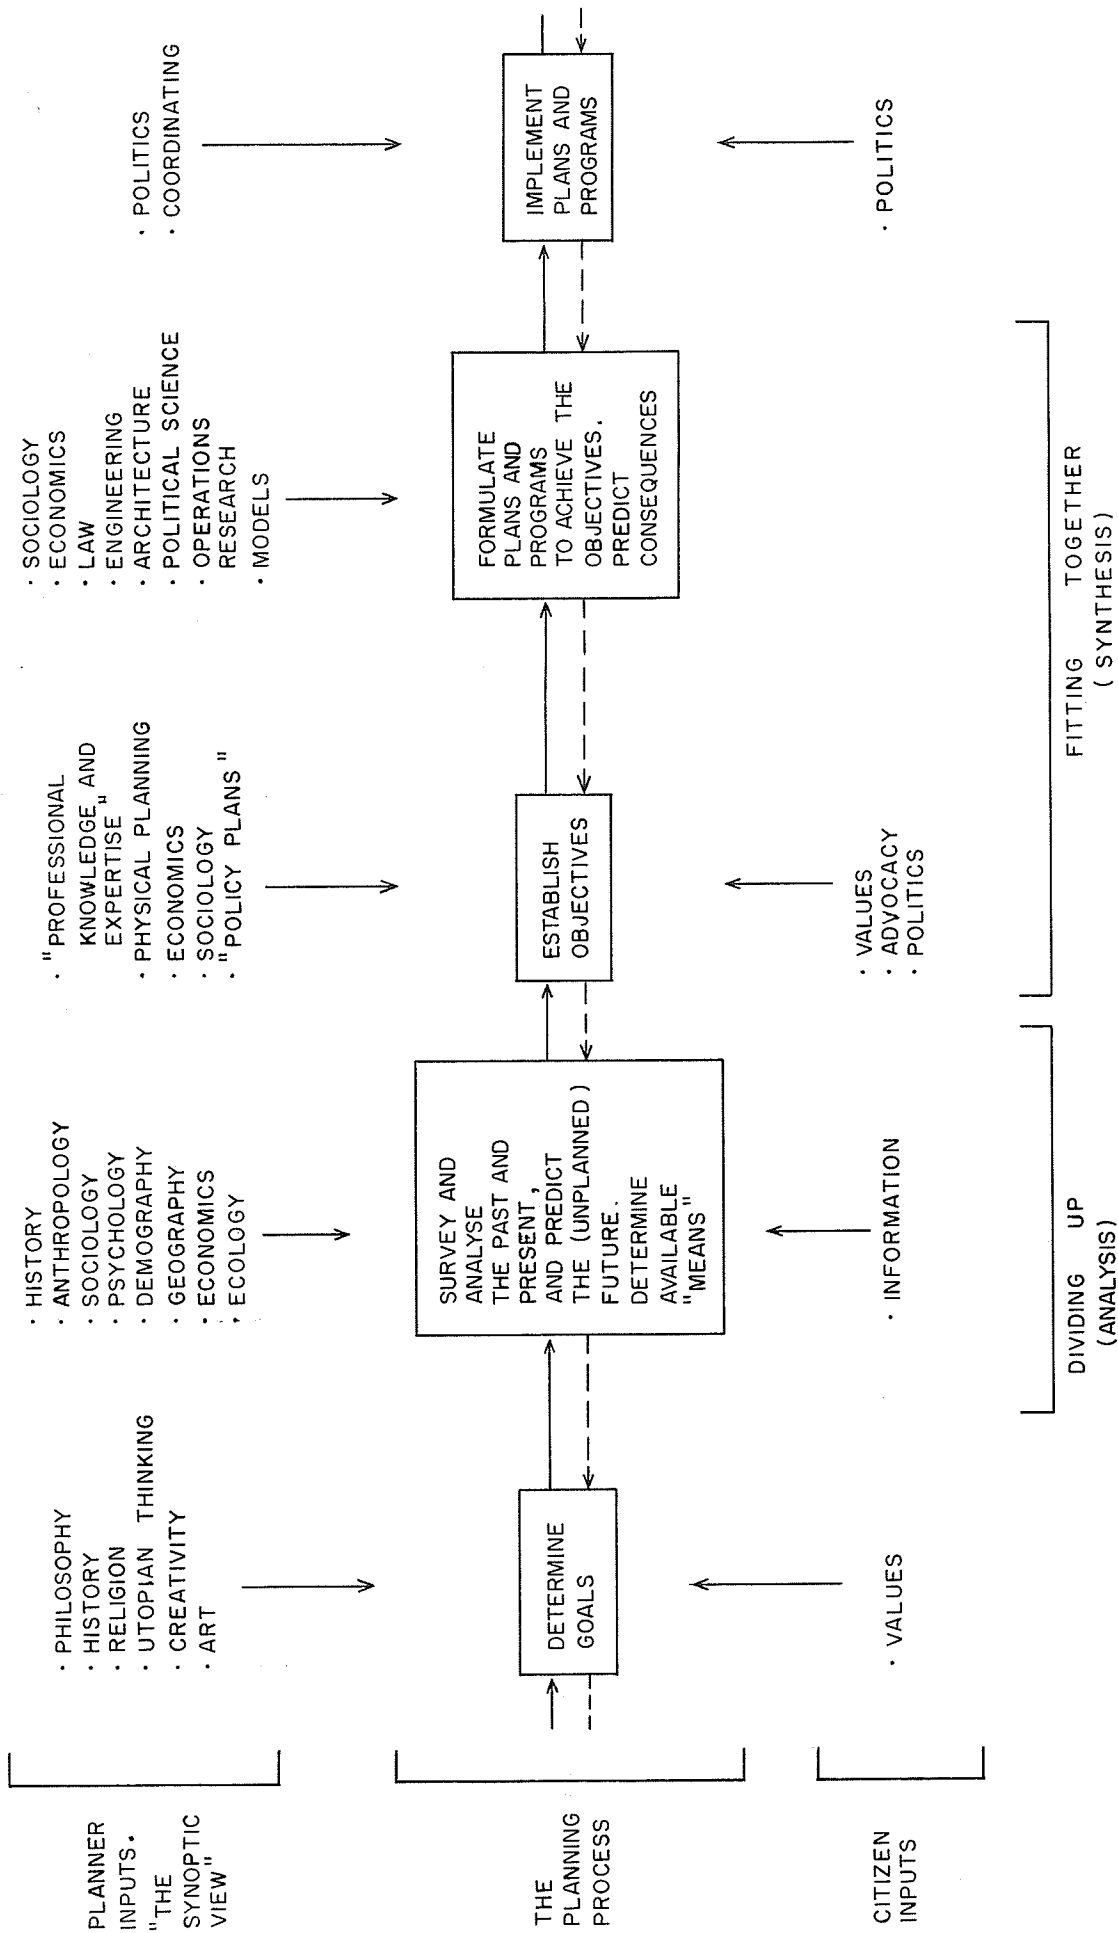 PLANNER
INPUTS.
"THE
SYNOPTIC
VIEW"
· PHILOSOPHY
· HISTORY
· RELIGION
· UTOPIAN THINKING
· CREATIVITY
· ART
· HISTORY
· ANTHROPOLOGY
· SOCIOLOGY
· PSYCHOLOGY
· DEMOGRAPHY
· GEOGRAPHY
· ECONOMICS
· ECOLOGY
· "PROFESSIONAL
KNOWLEDGE, AND
EXPERTISE"
· PHYSICAL PLANNING
· ECONOMICS
· SOCIOLOGY
· "POLICY PLANS"
· SOCIOLOGY
· ECONOMICS
· LAW
· ENGINEERING
· ARCHITECTURE
· POLITICAL SCIENCE
· OPERATIONS
RESEARCH
· MODELS
· POLITICS
· COORDINATING
THE
PLANNING
PROCESS
DETERMINE
GOALS
SURVEY AND
ANALYSE
THE PAST AND
PRESENT,
AND PREDICT
THE (UNPLANNED)
FUTURE.
DETERMINE
AVAILABLE
"MEANS"
ESTABLISH
OBJECTIVES
FORMULATE
PLANS AND
PROGRAMS
TO ACHIEVE THE
OBJECTIVES.
PREDICT
CONSEQUENCES
IMPLEMENT
PLANS AND
PROGRAMS
CITIZEN
INPUTS
· VALUES
· INFORMATION
· VALUES
· ADVOCACY
· POLITICS
· POLITICS
DIVIDING UP
(ANALYSIS)
FITTING TOGETHER
(SYNTHESIS)